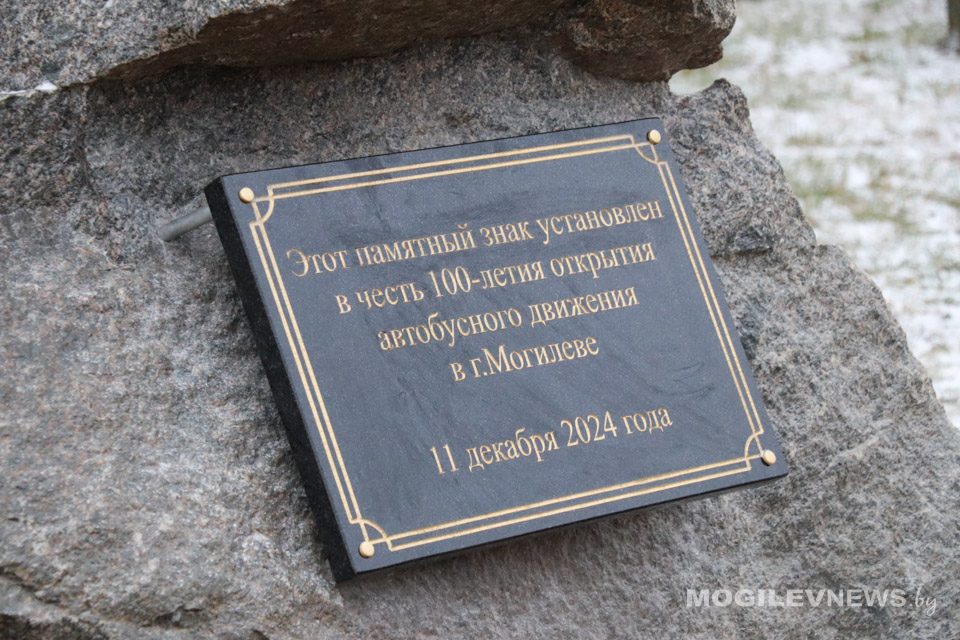 Этот памятный знак установлен
в честь 100-летия открытия
автобусного движения
в г.Могилеве
11 декабря 2024 года
MOGILEVNEWS.by